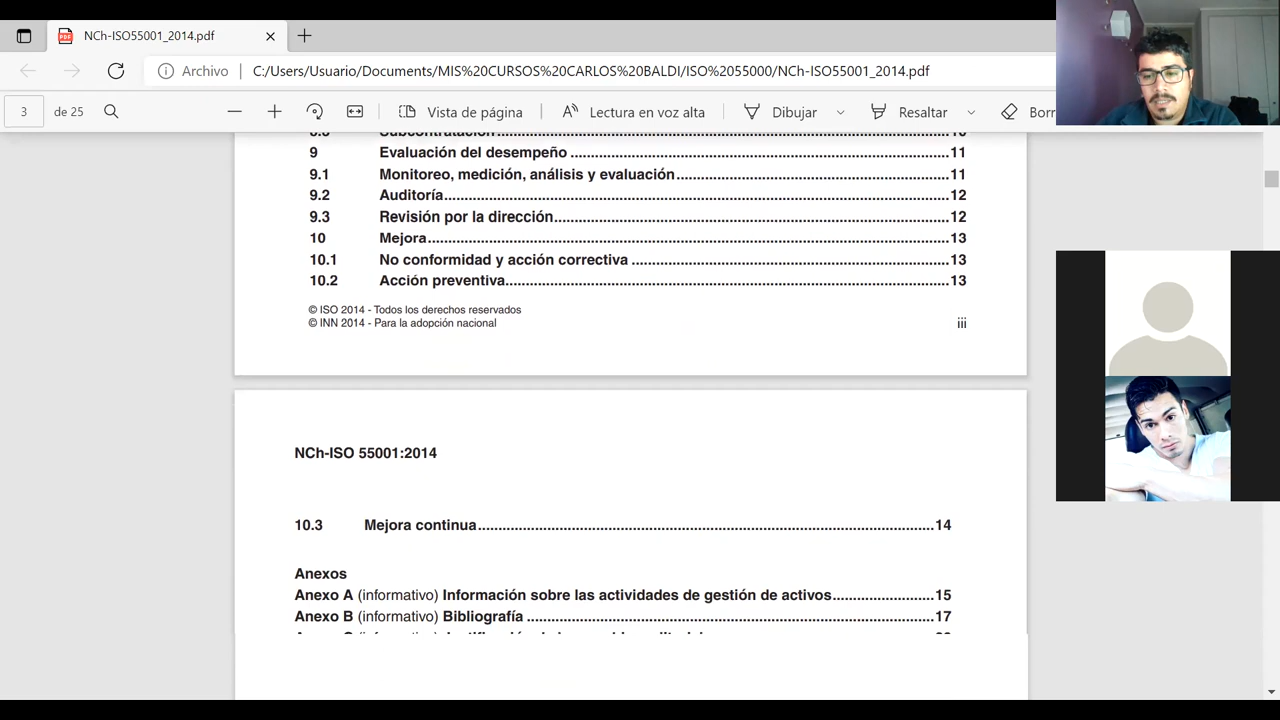 NCh-ISO55001_2014.pdf
Archivo
C:/Users/Usuario/Documents/MIS%20CURSOS%20CARLOS%20BALDI/ISO%2055000/NCh-ISO55001_2014.pdf
3 de 25
Vista de página
Lectura en voz alta
Dibujar
Resaltar
Borr
Subcontratación 10
9 Evaluación del desempeño 11
9.1 Monitoreo, medición, análisis y evaluación 11
9.2 Auditoría 12
9.3 Revisión por la dirección 12
10 Mejora 13
10.1 No conformidad y acción correctiva 13
10.2 Acción preventiva 13
© ISO 2014 - Todos los derechos reservados
© INN 2014 - Para la adopción nacional
iii
NCh-ISO 55001:2014
10.3 Mejora continua 14
Anexos
Anexo A (informativo) Información sobre las actividades de gestión de activos 15
Anexo B (informativo) Bibliografía 17